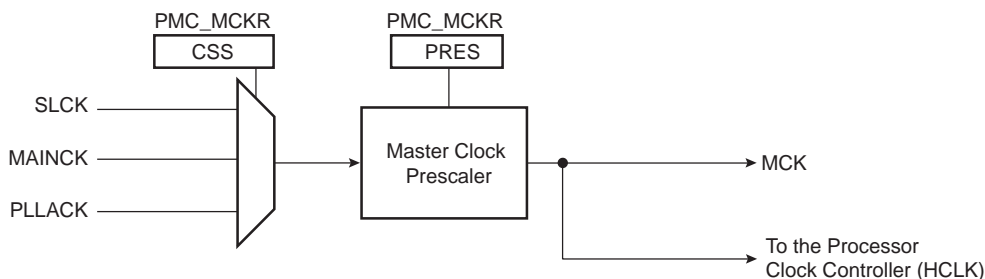 PMC_MCKR
PMC_MCKR
CSS
PRES
SLCK
MAINCK
PLLACK
Master Clock
Prescaler
MCK
To the Processor
Clock Controller (HCLK)